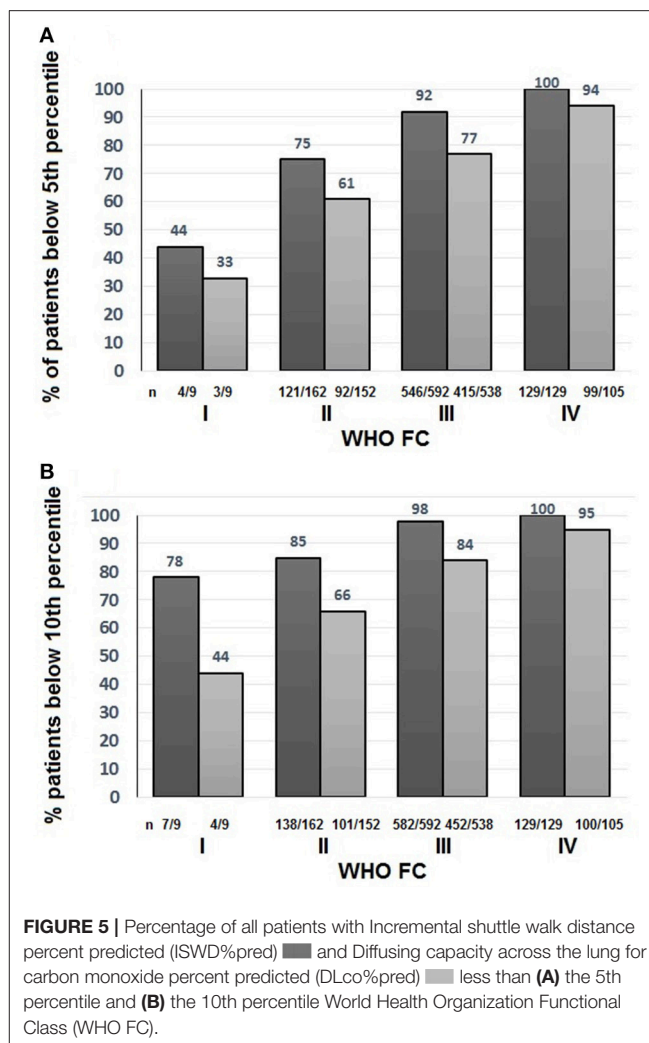 A
% of patients below 5th percentile
100
90
80
70
60
50
40
30
20
10
0
44
33
75
61
92
77
100
94
n 4/9 3/9 121/162 92/152 546/592 415/538 129/129 99/105
I II III IV
WHO FC
B
% patients below 10th percentile
100
90
80
70
60
50
40
30
20
10
0
78
44
85
66
98
84
100
95
n 7/9 4/9 138/162 101/152 582/592 452/538 129/129 100/105
I II III IV
WHO FC
FIGURE 5 | Percentage of all patients with Incremental shuttle walk distance
percent predicted (ISWD%pred) and Diffusing capacity across the lung for
carbon monoxide percent predicted (DLco%pred) less than (A) the 5th
percentile and (B) the 10th percentile World Health Organization Functional
Class (WHO FC).